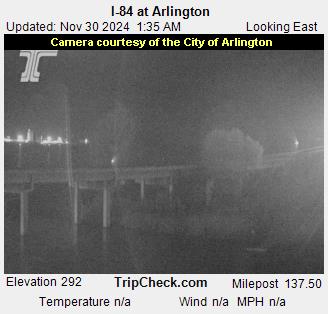 I-84 at Arlington
Updated: Nov 30 2024 1:35 AM Looking East
Camera courtesy of the City of Arlington
Elevation 292 TripCheck.com Milepost 137.50
Temperature n/a Wind n/a MPH n/a